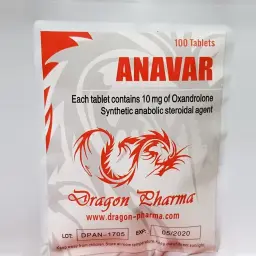 100 Tablets
ANAVAR
Each tablet contains 10 mg of Oxandrolone
Synthetic anabolic steroidal agent
Dragon Pharma
www.dragon-pharma.com
LOT: DPAN-1705 EXP: 05/2020